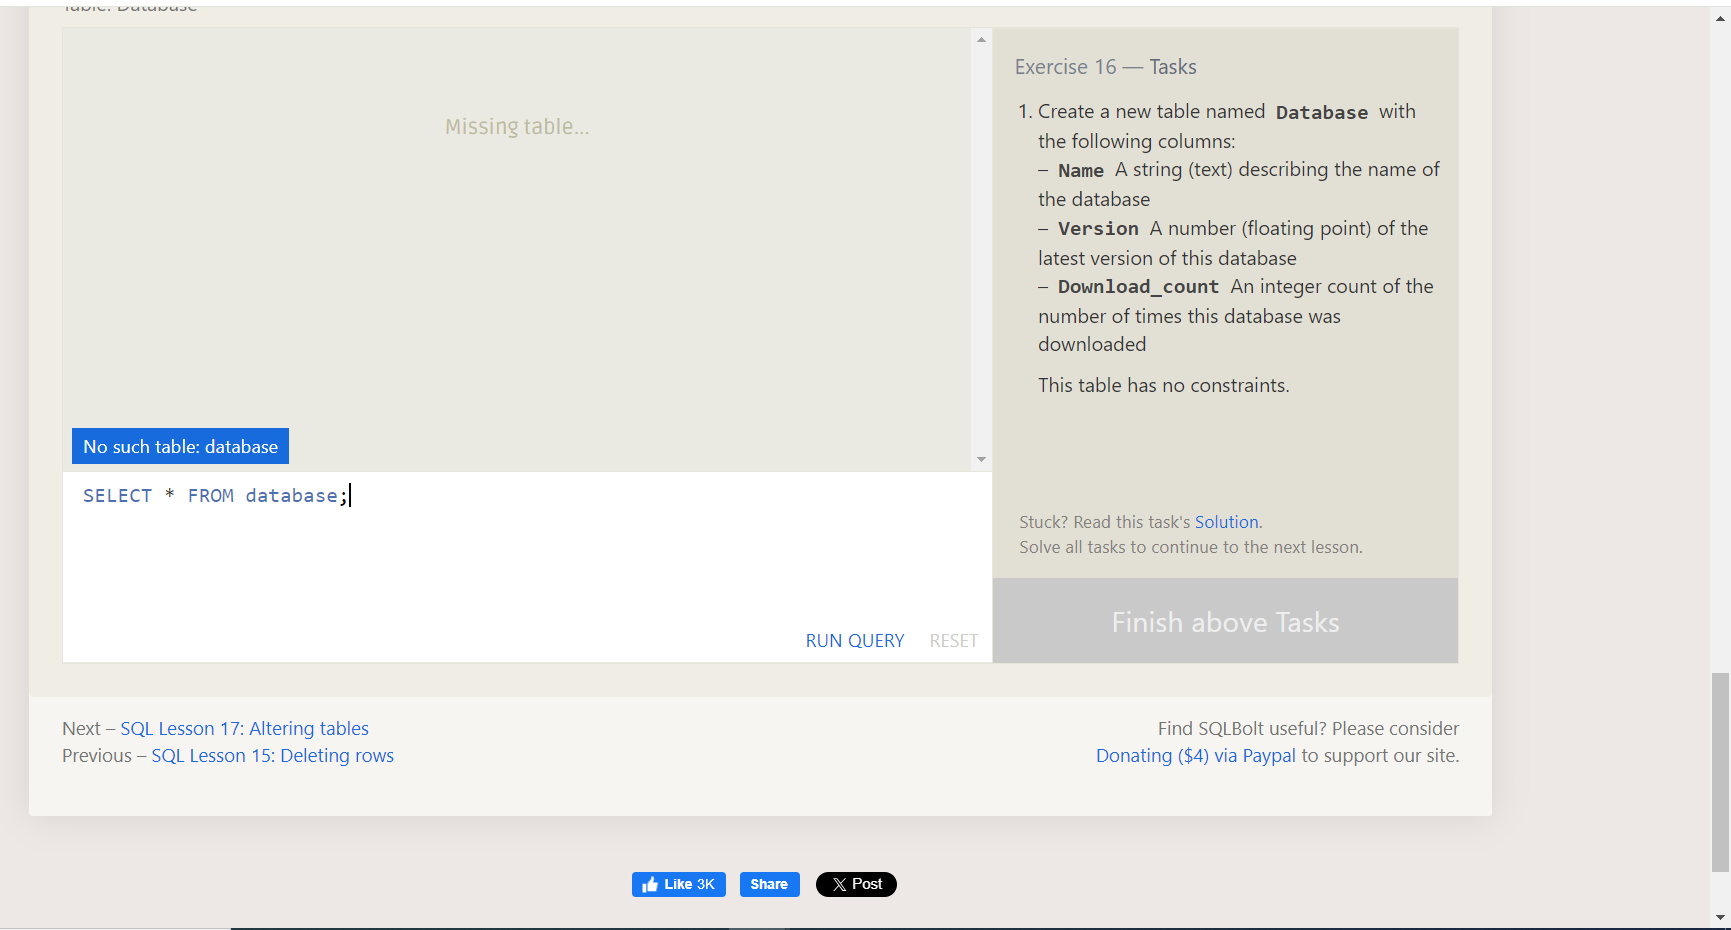 Table: Database
Missing table...
No such table: database
SELECT * FROM database;
RUN QUERY RESET
Exercise 16 — Tasks
1. Create a new table named Database with
the following columns:
– Name A string (text) describing the name of
the database
– Version A number (floating point) of the
latest version of this database
– Download_count An integer count of the
number of times this database was
downloaded
This table has no constraints.
Stuck? Read this task's Solution.
Solve all tasks to continue to the next lesson.
Finish above Tasks
Next – SQL Lesson 17: Altering tables
Previous – SQL Lesson 15: Deleting rows
Find SQLBolt useful? Please consider
Donating ($4) via Paypal to support our site.
Like 3K Share X Post